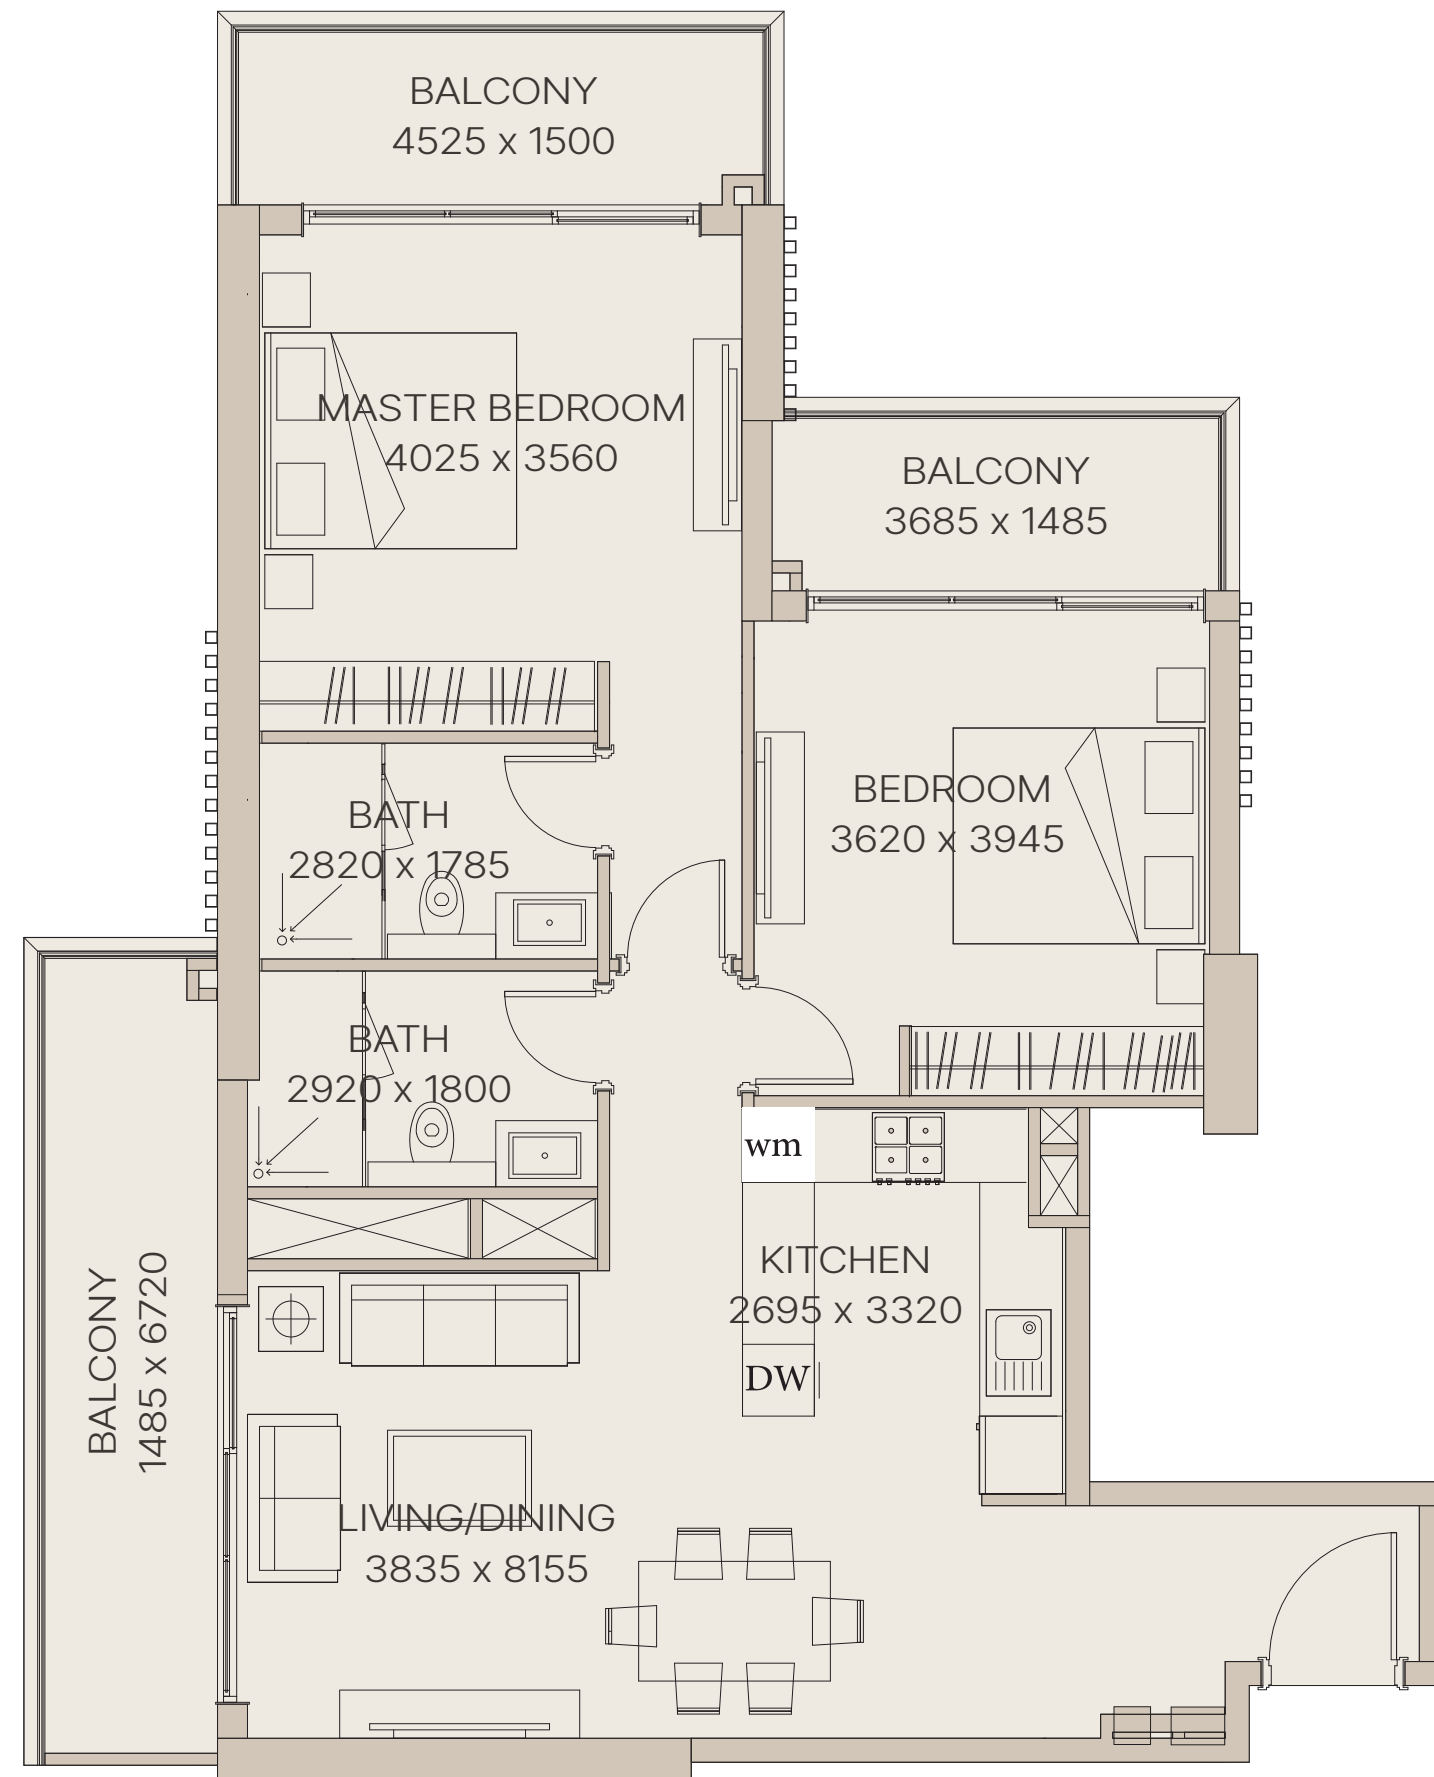 BALCONY
4525 x 1500
MASTER BEDROOM
4025 x 3560
BALCONY
3685 x 1485
BEDROOM
3620 x 3945
BATH
2820 x 1785
BATH
2920 x 1800
wm
KITCHEN
2695 x 3320
DW
BALCONY
1485 x 6720
LIVING/DINING
3835 x 8155